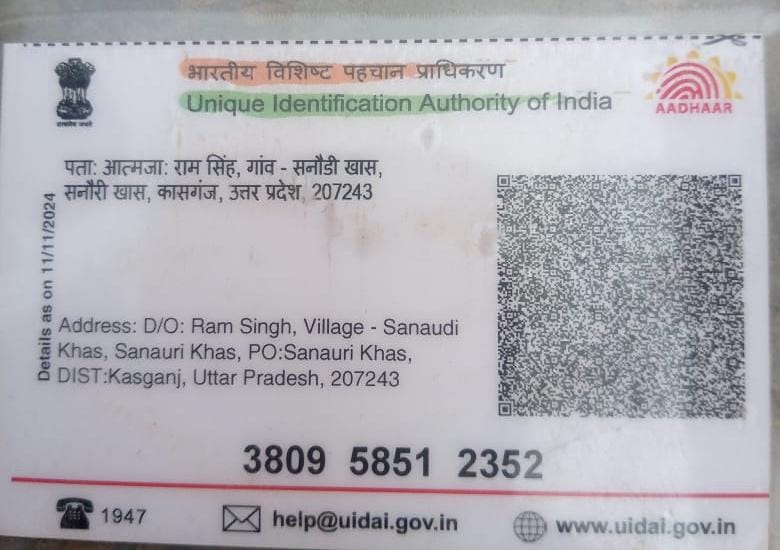 भारतीय विशिष्ट पहचान प्राधिकरण
Unique Identification Authority of India
AADHAAR
पता: आत्मजा: राम सिंह, गांव - सनौडी खास,
सनौरी खास, कासगंज, उत्तर प्रदेश, 207243
Details as on 11/11/2024
Address: D/O: Ram Singh, Village - Sanaudi
Khas, Sanauri Khas, PO:Sanauri Khas,
DIST:Kasganj, Uttar Pradesh, 207243
3809 5851 2352
1947
help@uidai.gov.in
www.uidai.gov.in